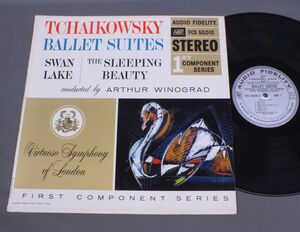 TCHAIKOWSKY
BALLET SUITES
SWAN LAKE
THE SLEEPING BEAUTY
conducted by ARTHUR WINOGRAD
AUDIO FIDELITY
FCS 50,010
STEREO
1st COMPONENT SERIES
Virtuoso Symphony
of London
FIRST COMPONENT SERIES
AUDIO FIDELITY
BALLET SUITES